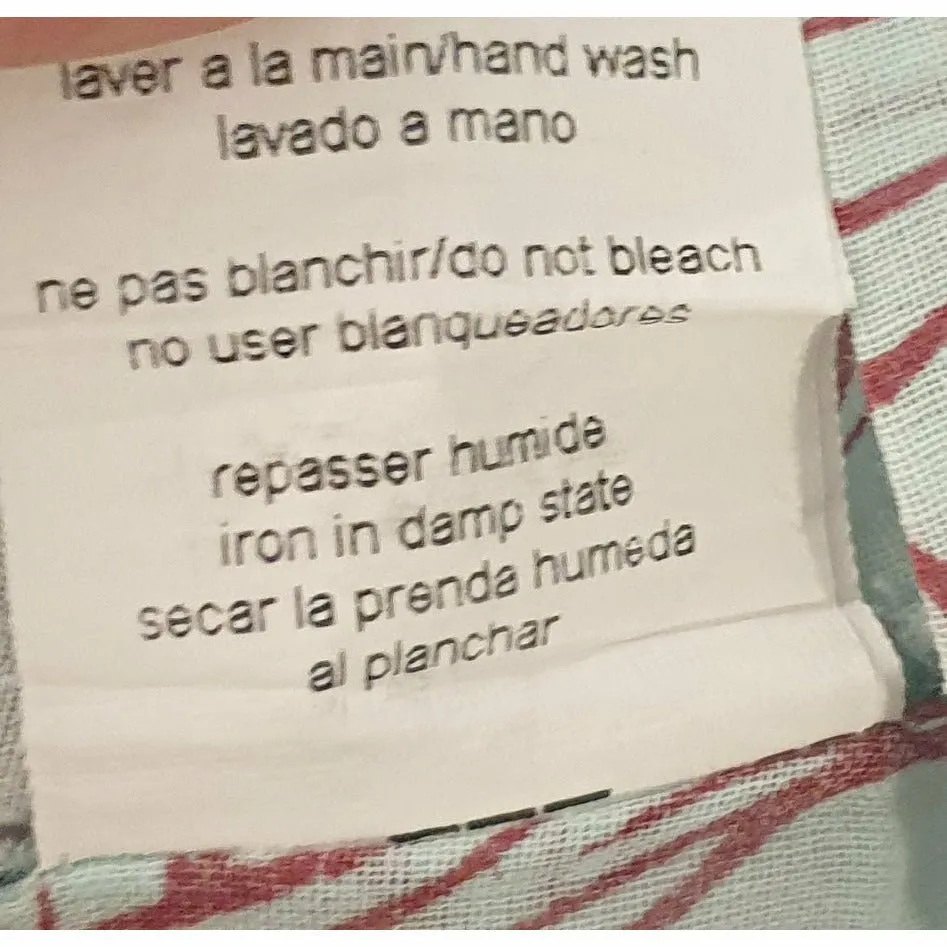 laver a la main/hand wash
lavado a mano
ne pas blanchir/do not bleach
no user blanqueadores
repasser humide
iron in damp state
secar la prenda humeda
al planchar